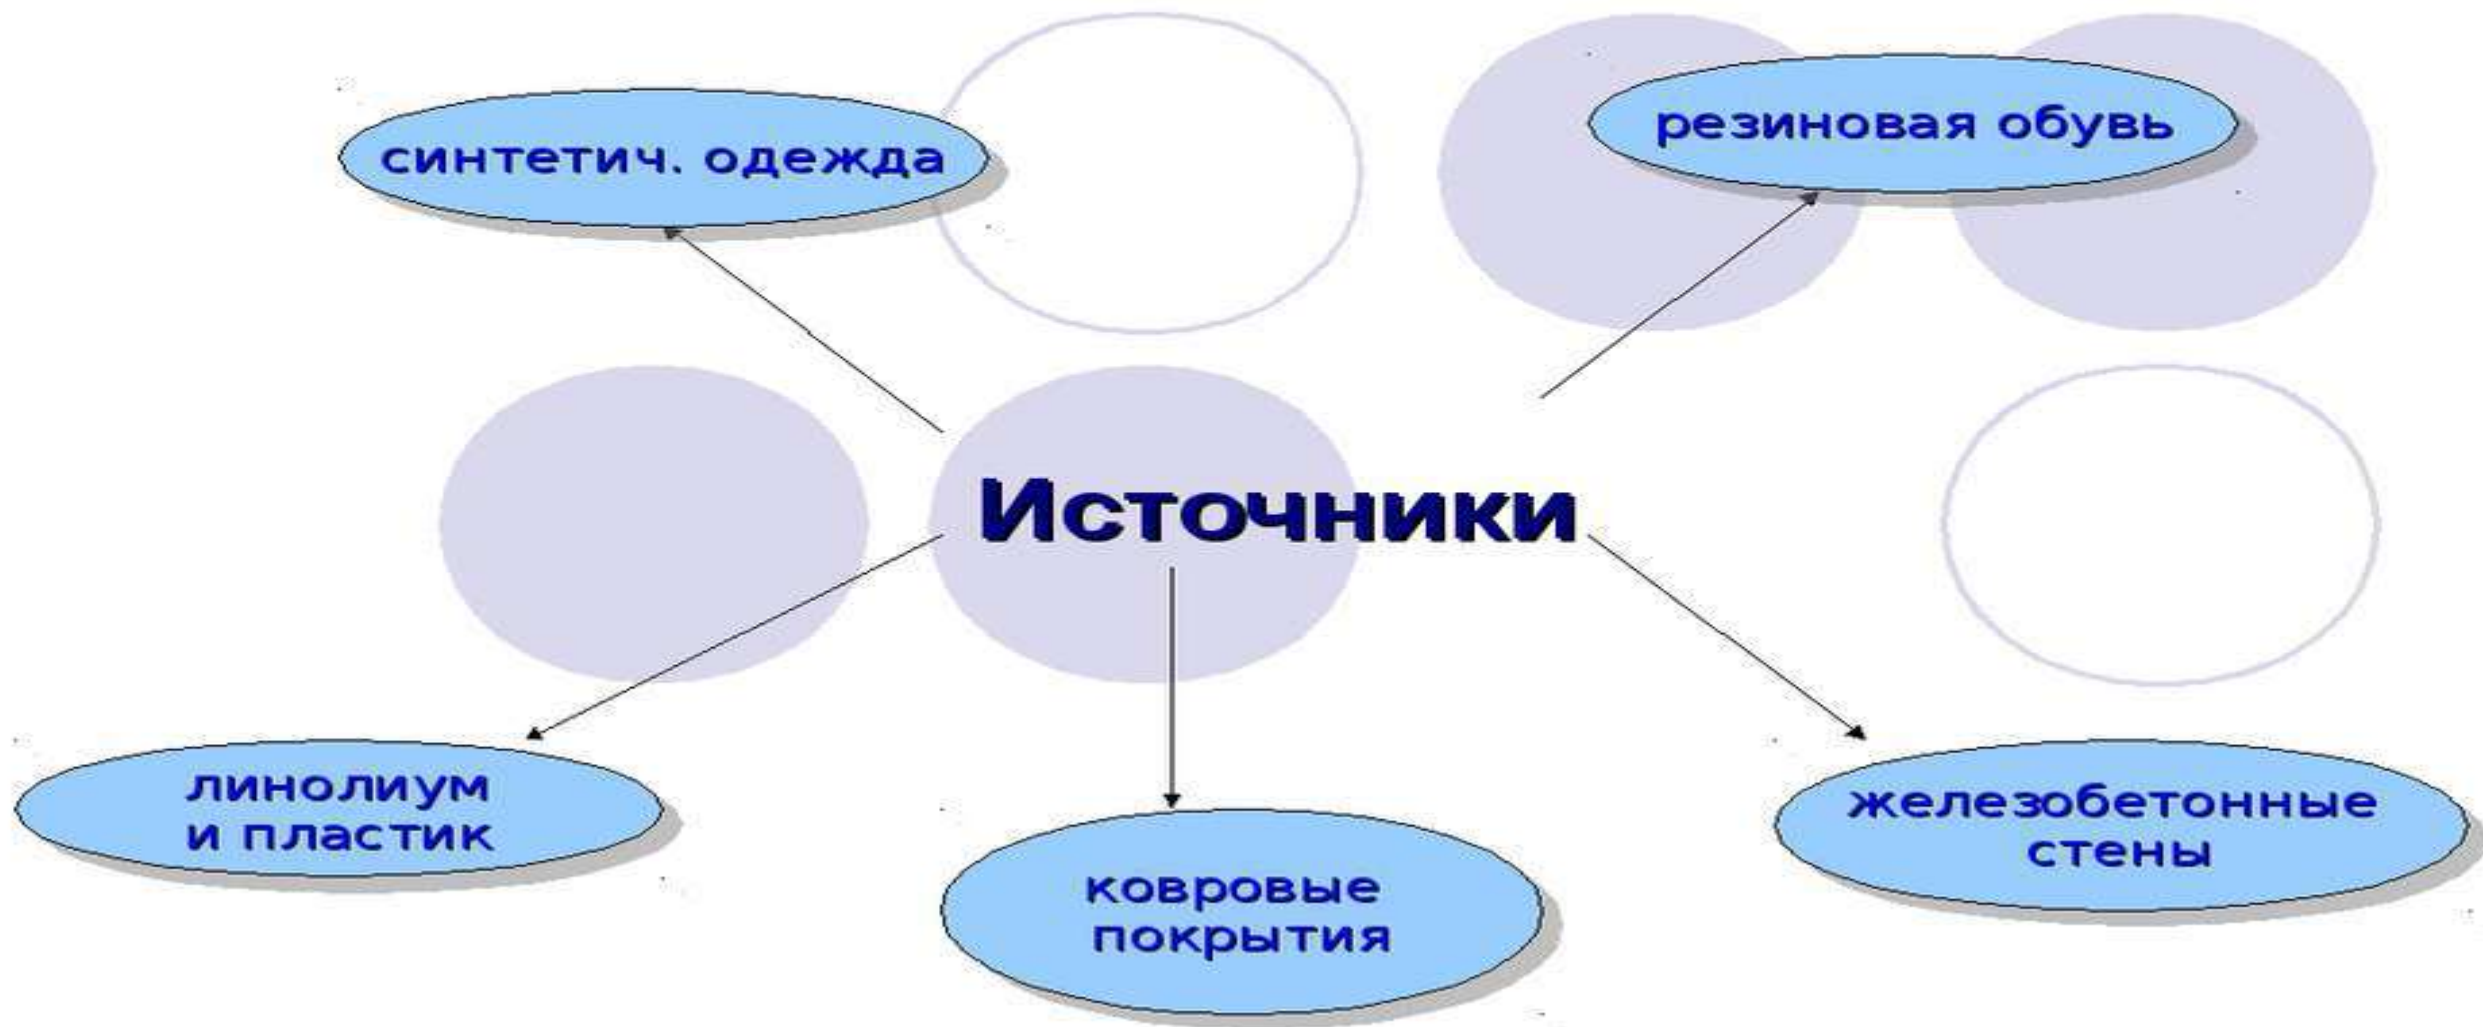 синтетич. одежда
резиновая обувь
Источники
линолиум
и пластик
ковровые
покрытия
железобетонные
стены